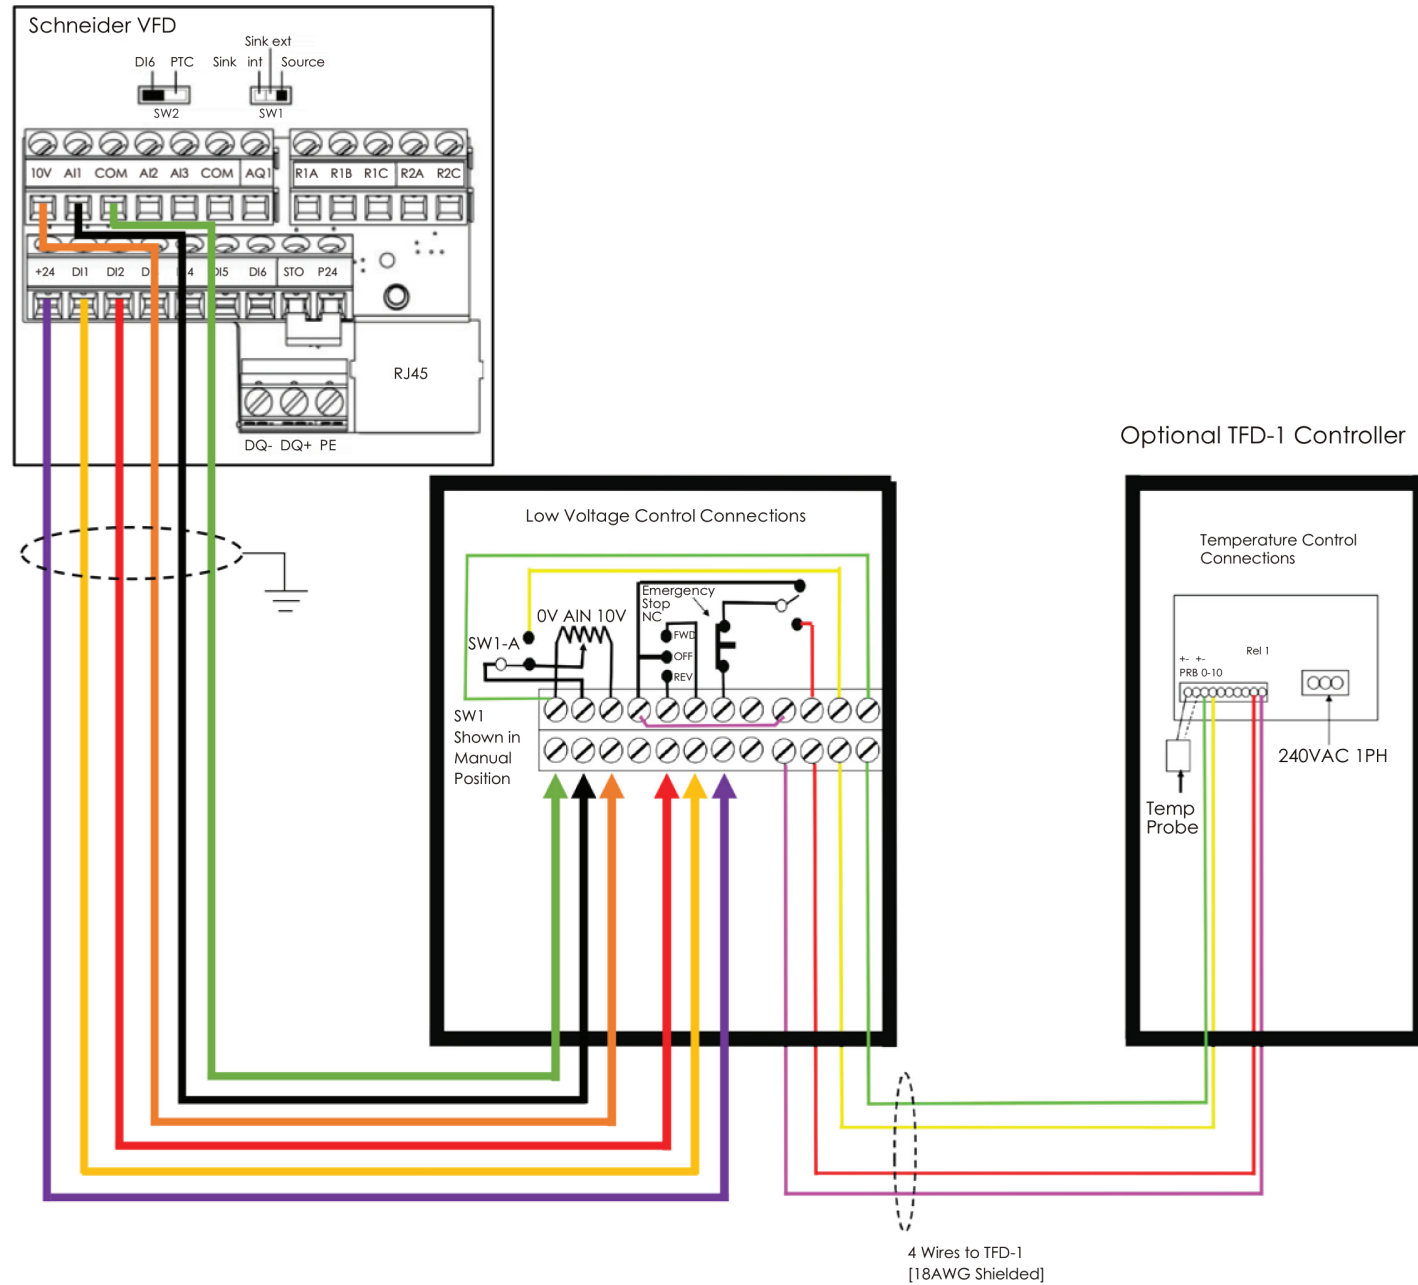 Schneider VFD
Sink ext
DI6 PTC Sink int Source
SW2 SW1
10V AI1 COM AI2 AI3 COM AQ1 R1A R1B R1C R2A R2C
+24 DI1 DI2 DI5 DI6 STO P24
RJ45
DQ- DQ+ PE
Optional TFD-1 Controller
Low Voltage Control Connections
Temperature Control
Connections
Emergency
Stop
NC
0V AIN 10V
SW1-A
FWD
OFF
REV
SW1
Shown in
Manual
Position
Rel 1
+- +-
PRB 0-10
240VAC 1PH
Temp
Probe
4 Wires to TFD-1
[18AWG Shielded]